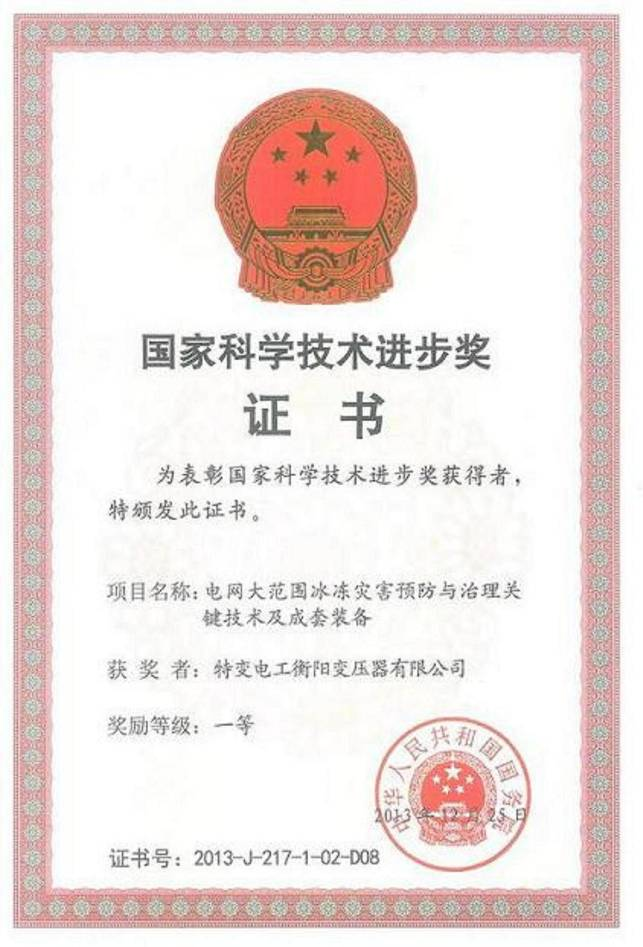 国家科学技术进步奖
证 书
为表彰国家科学技术进步奖获得者，
特颁发此证书。
项目名称：电网大范围冰冻灾害预防与治理关
键技术及成套装备
获 奖 者：特变电工衡阳变压器有限公司
奖励等级：一等
中华人民共和国国务院
2013年12月25日
证书号：2013-J-217-1-02-D08